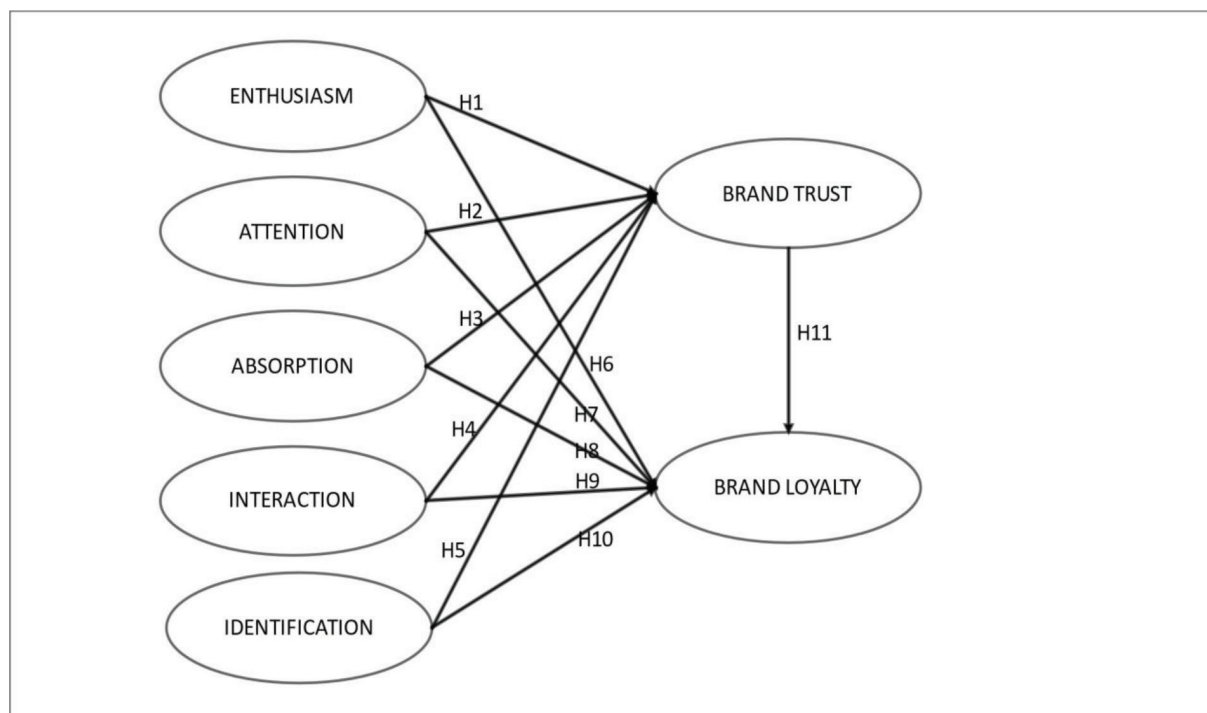 ENTHUSIASM
H1
BRAND TRUST
H2
ATTENTION
H3
H11
ABSORPTION
H6
H7
H4
H8
H9
INTERACTION
BRAND LOYALTY
H5
H10
IDENTIFICATION